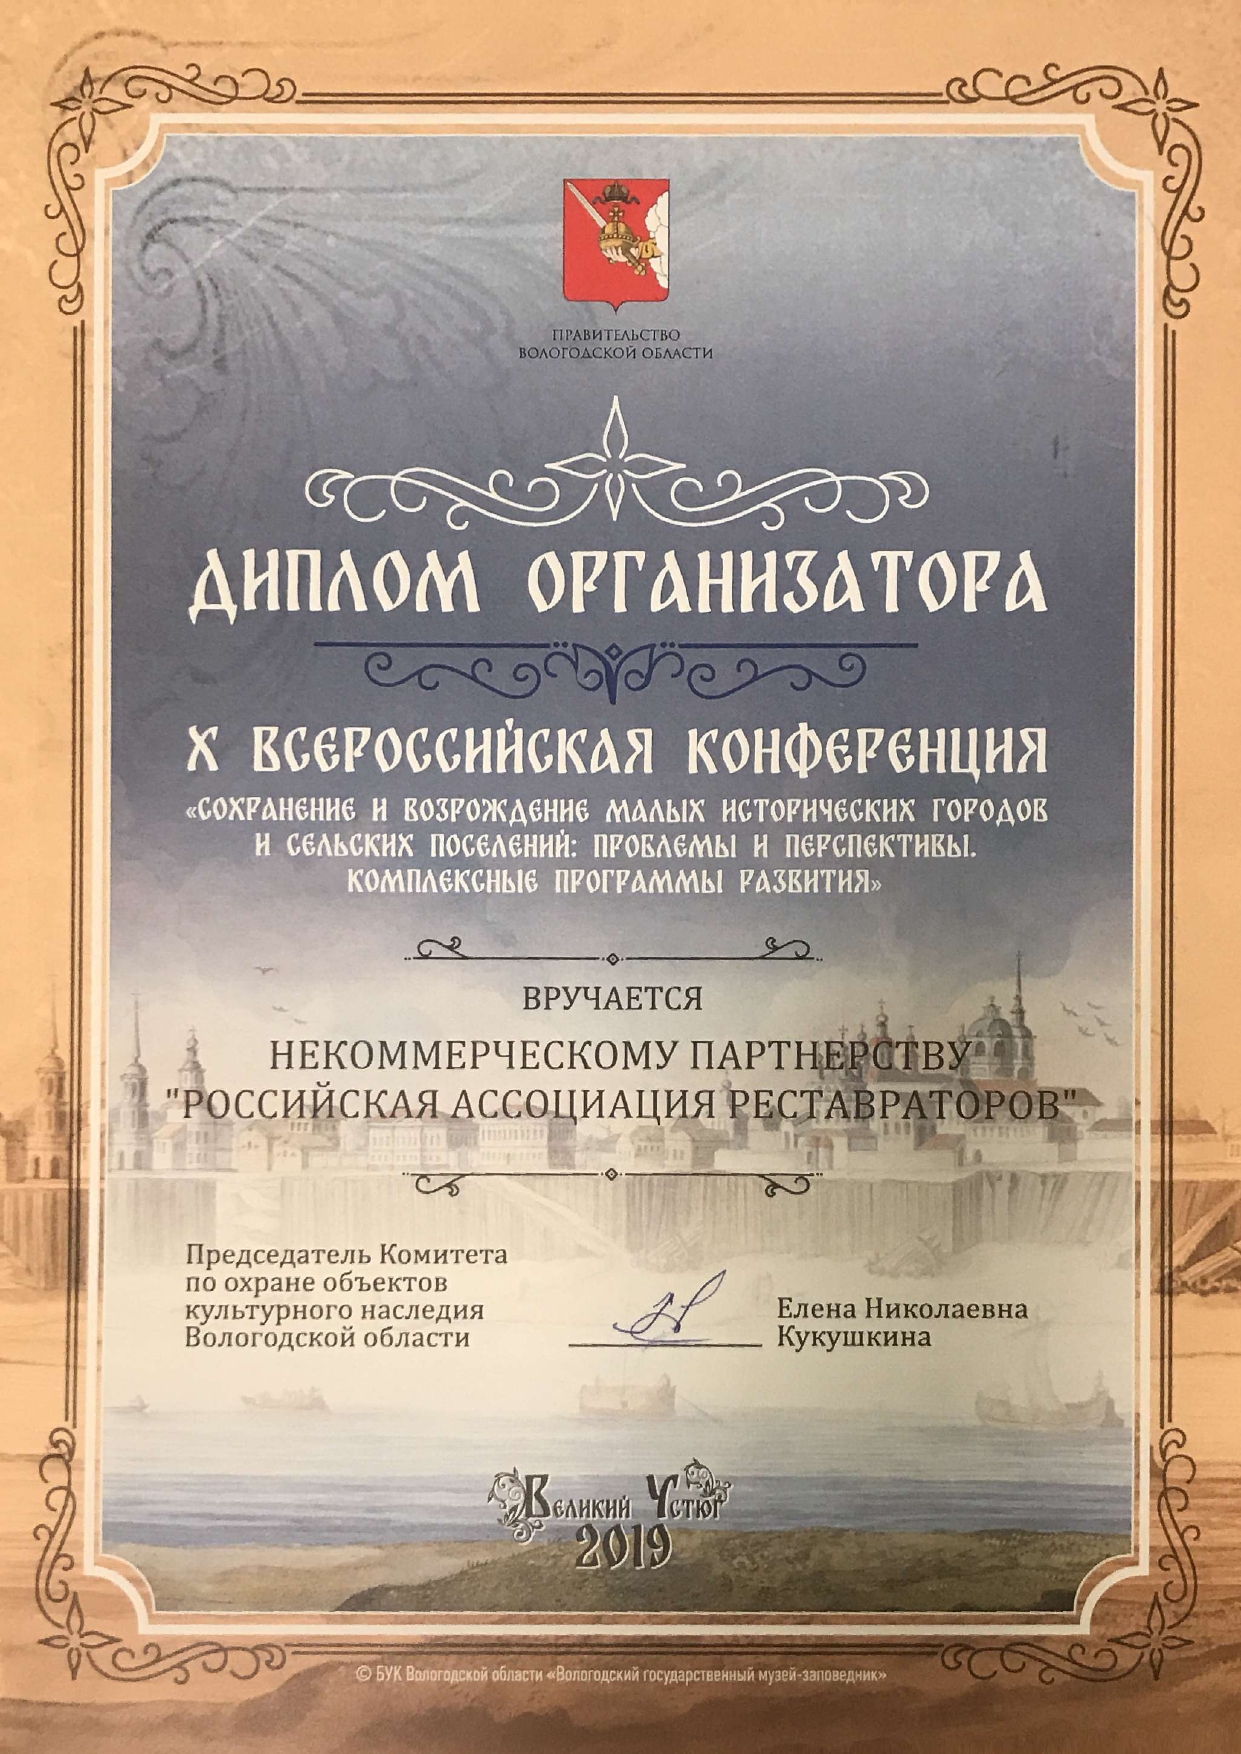 ПРАВИТЕЛЬСТВО
ВОЛОГОДСКОЙ ОБЛАСТИ
ДИПЛОМ ОРГАНИЗАТОРА
X ВСЕРОССИЙСКАЯ КОНФЕРЕНЦИЯ
«СОХРАНЕНИЕ И ВОЗРОЖДЕНИЕ МАЛЫХ ИСТОРИЧЕСКИХ ГОРОДОВ
И СЕЛЬСКИХ ПОСЕЛЕНИЙ: ПРОБЛЕМЫ И ПЕРСПЕКТИВЫ.
КОМПЛЕКСНЫЕ ПРОГРАММЫ РАЗВИТИЯ»
ВРУЧАЕТСЯ
НЕКОММЕРЧЕСКОМУ ПАРТНЕРСТВУ
"РОССИЙСКАЯ АССОЦИАЦИЯ РЕСТАВРАТОРОВ"
Председатель Комитета
по охране объектов
культурного наследия
Вологодской области
Елена Николаевна
Кукушкина
Великий Устюг
2019
© БУК Вологодской области «Вологодский государственный музей-заповедник»